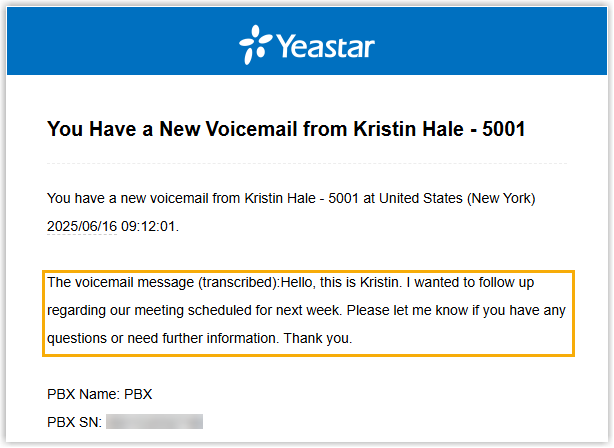 Yeastar
You Have a New Voicemail from Kristin Hale - 5001
You have a new voicemail from Kristin Hale - 5001 at United States (New York)
2025/06/16 09:12:01.
The voicemail message (transcribed):Hello, this is Kristin. I wanted to follow up
regarding our meeting scheduled for next week. Please let me know if you have any
questions or need further information. Thank you.
PBX Name: PBX
PBX SN: